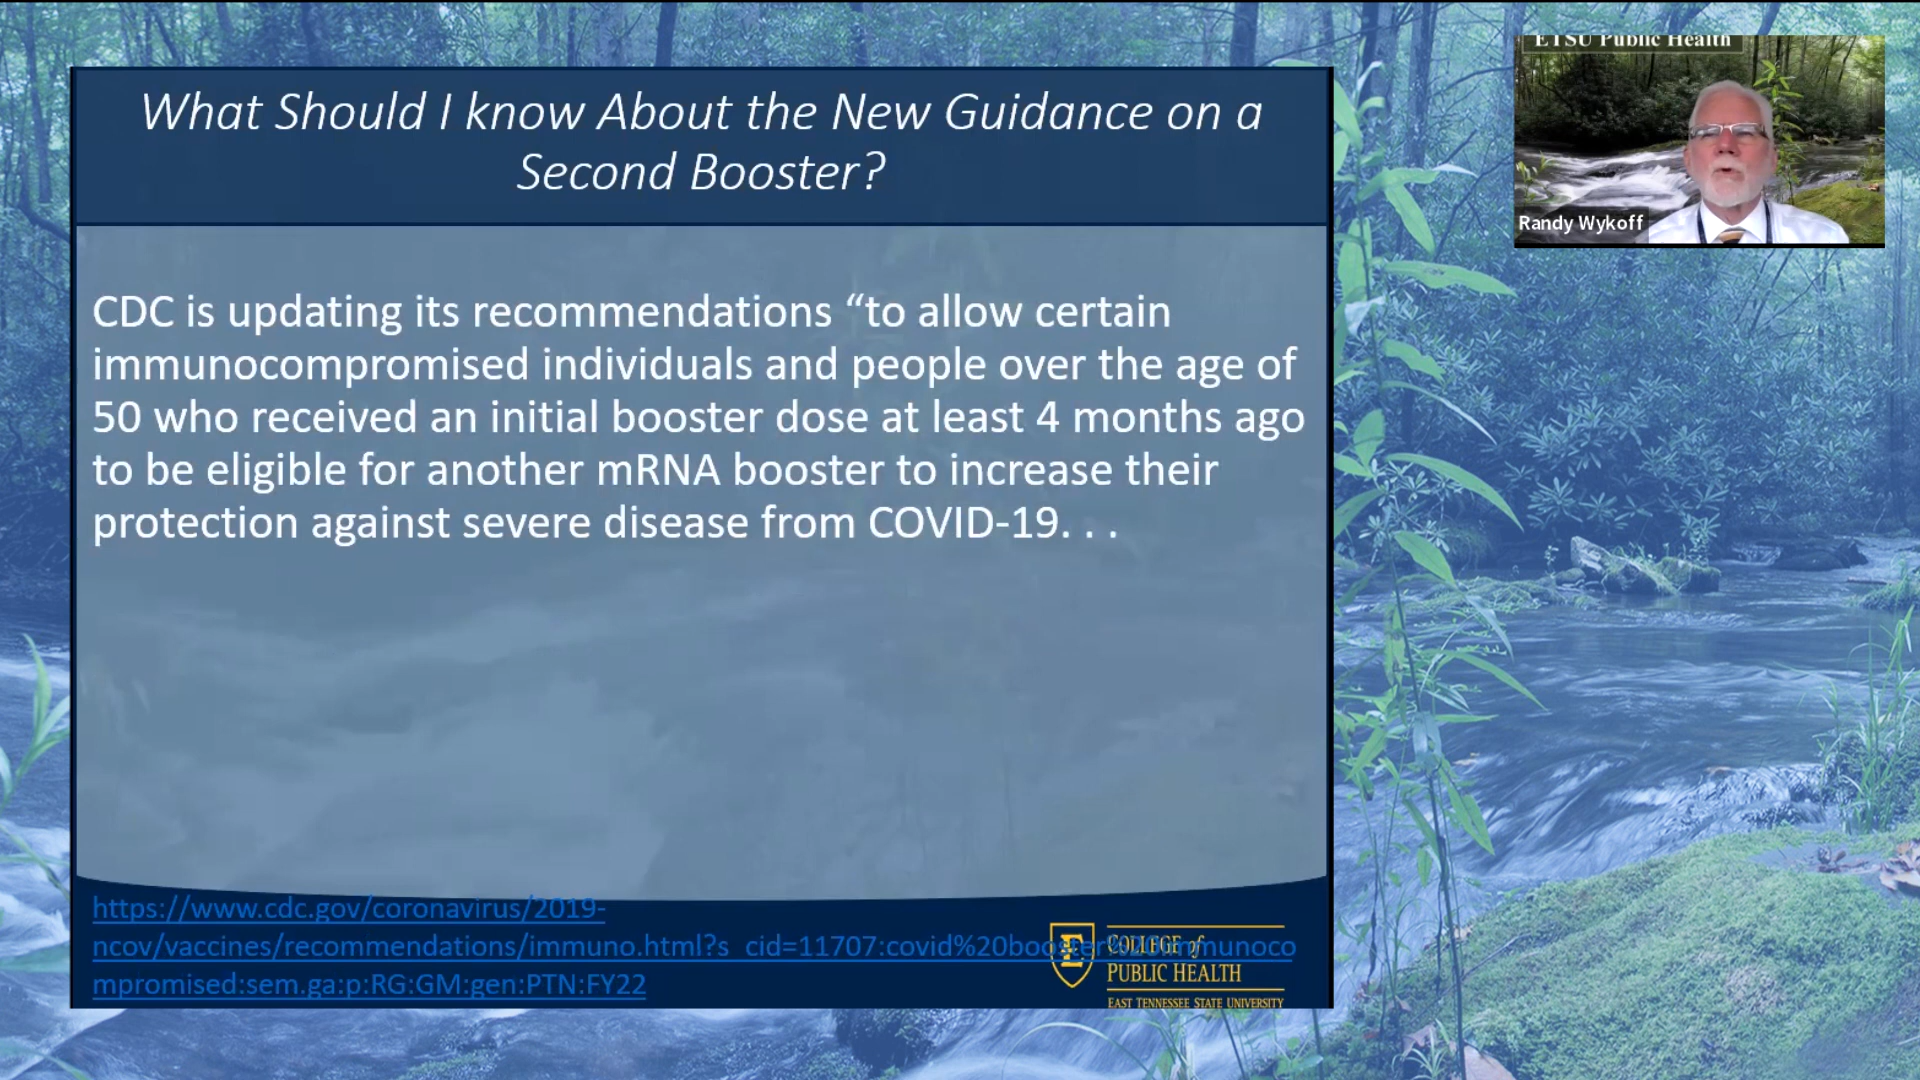 What Should I know About the New Guidance on a
Second Booster?
CDC is updating its recommendations “to allow certain
immunocompromised individuals and people over the age of
50 who received an initial booster dose at least 4 months ago
to be eligible for another mRNA booster to increase their
protection against severe disease from COVID-19. . .
https://www.cdc.gov/coronavirus/2019-
ncov/vaccines/recommendations/immuno.html?s_cid=11707:covid%20booster%20immunoco
mpromised:sem.ga:p:RG:GM:gen:PTN:FY22
E
COLLEGE of
PUBLIC HEALTH
EAST TENNESSEE STATE UNIVERSITY
ETSU Public Health
Randy Wykoff